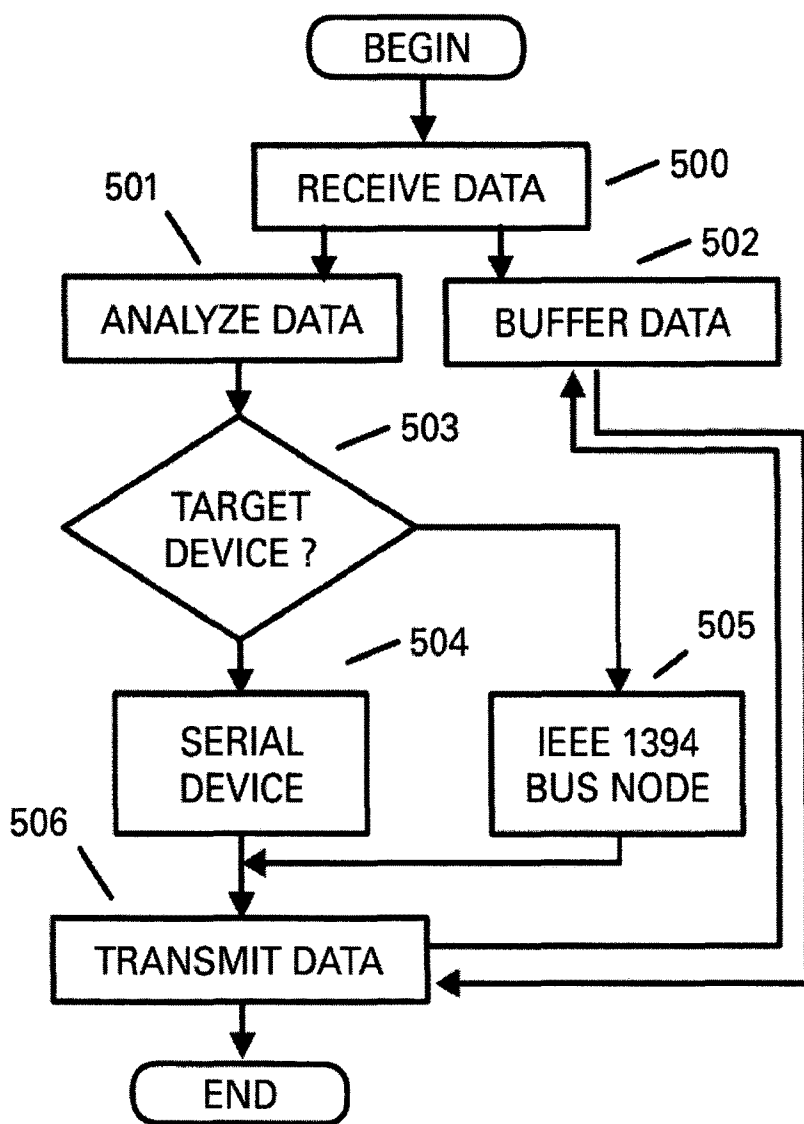 BEGIN
RECEIVE DATA
500
501
ANALYZE DATA
502
BUFFER DATA
503
TARGET
DEVICE ?
504
SERIAL
DEVICE
505
IEEE 1394
BUS NODE
506
TRANSMIT DATA
END